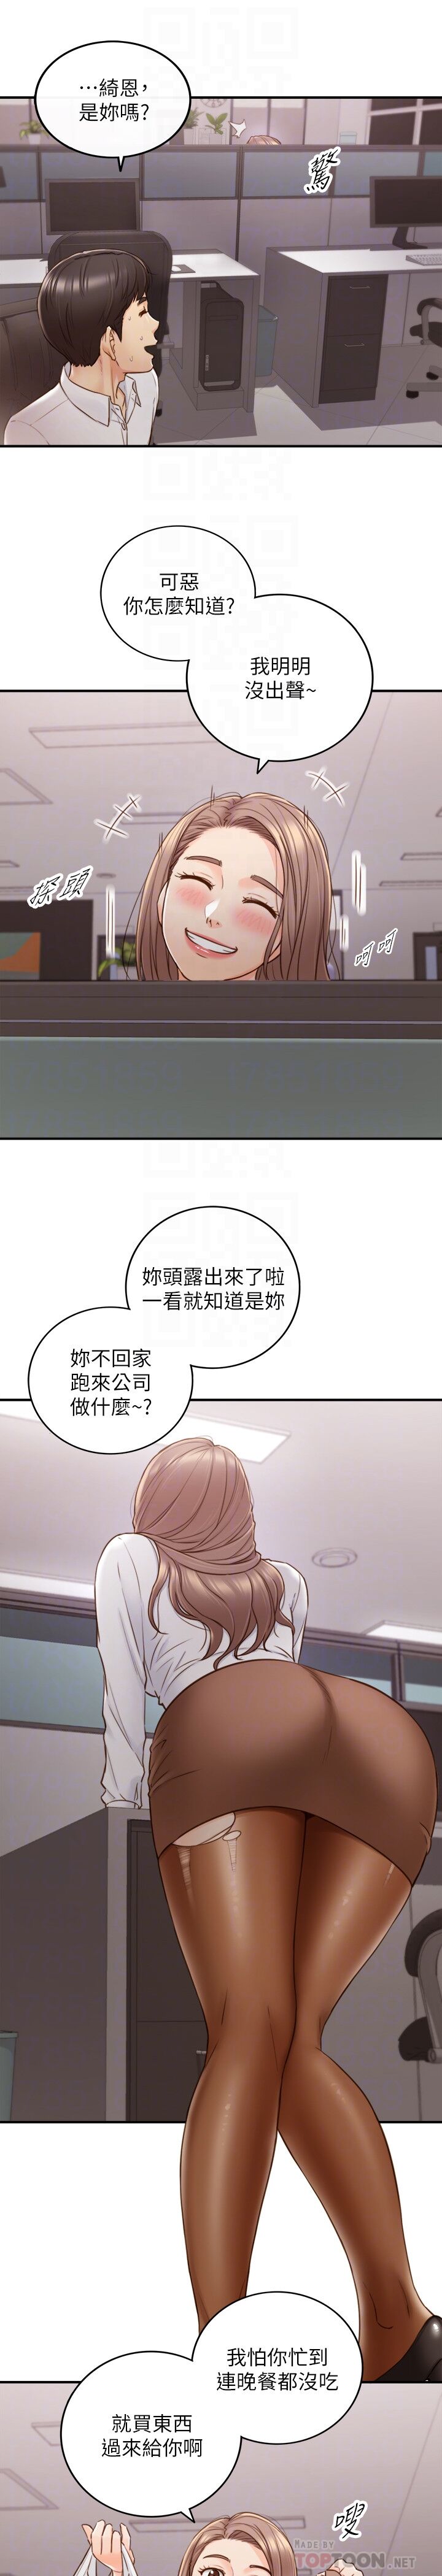 …綺恩，
是妳嗎?
驚
可惡
你怎麼知道?
我明明
沒出聲~
探頭
呵呵
妳頭露出來了啦
一看就知道是妳
妳不回家
跑來公司
做什麼~?
我怕你忙到
連晚餐都沒吃
就買東西
過來給你啊
嗖
MADE BY
TOPTOON.NET